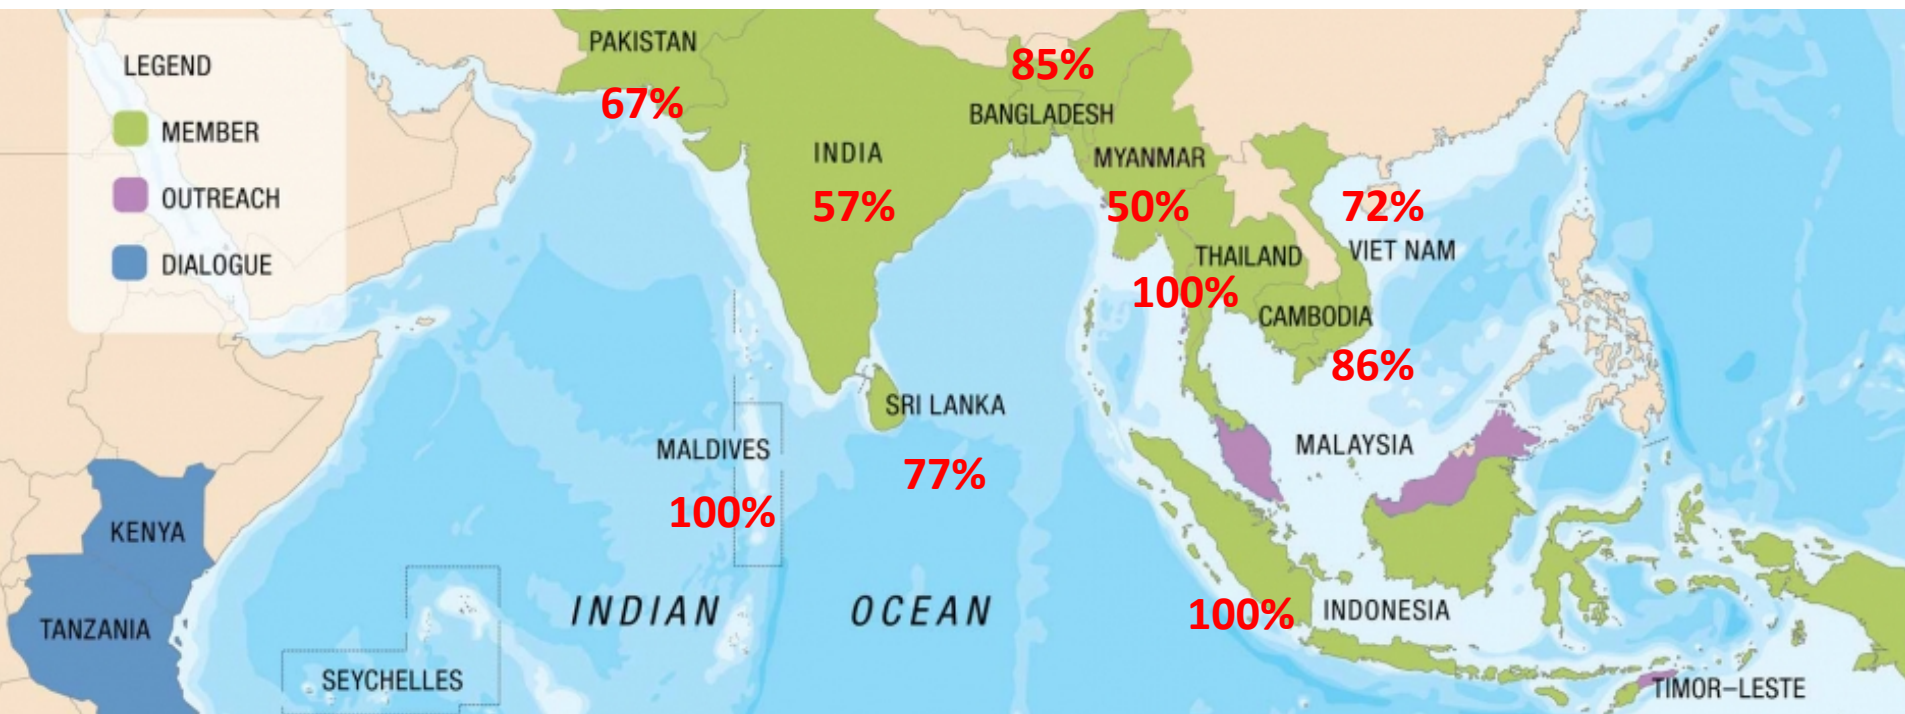 LEGEND
MEMBER
OUTREACH
DIALOGUE
PAKISTAN
67%
INDIA
57%
85%
BANGLADESH
MYANMAR
50%
72%
VIET NAM
THAILAND
100%
CAMBODIA
86%
SRI LANKA
77%
MALDIVES
100%
MALAYSIA
KENYA
TANZANIA
SEYCHELLES
INDIAN OCEAN
100%
INDONESIA
TIMOR–LESTE